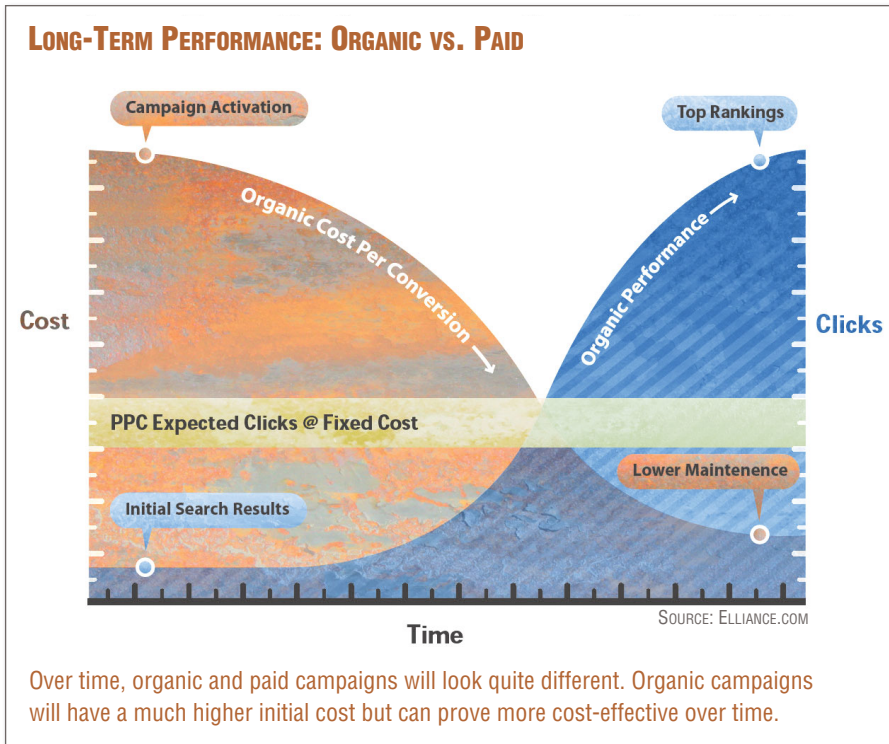 Long-Term Performance: Organic vs. Paid
Campaign Activation
Top Rankings
Organic Cost Per Conversion →
Organic Performance →
Cost
Clicks
PPC Expected Clicks @ Fixed Cost
Lower Maintenence
Initial Search Results
Source: Elliance.com
Time
Over time, organic and paid campaigns will look quite different. Organic campaigns
will have a much higher initial cost but can prove more cost-effective over time.